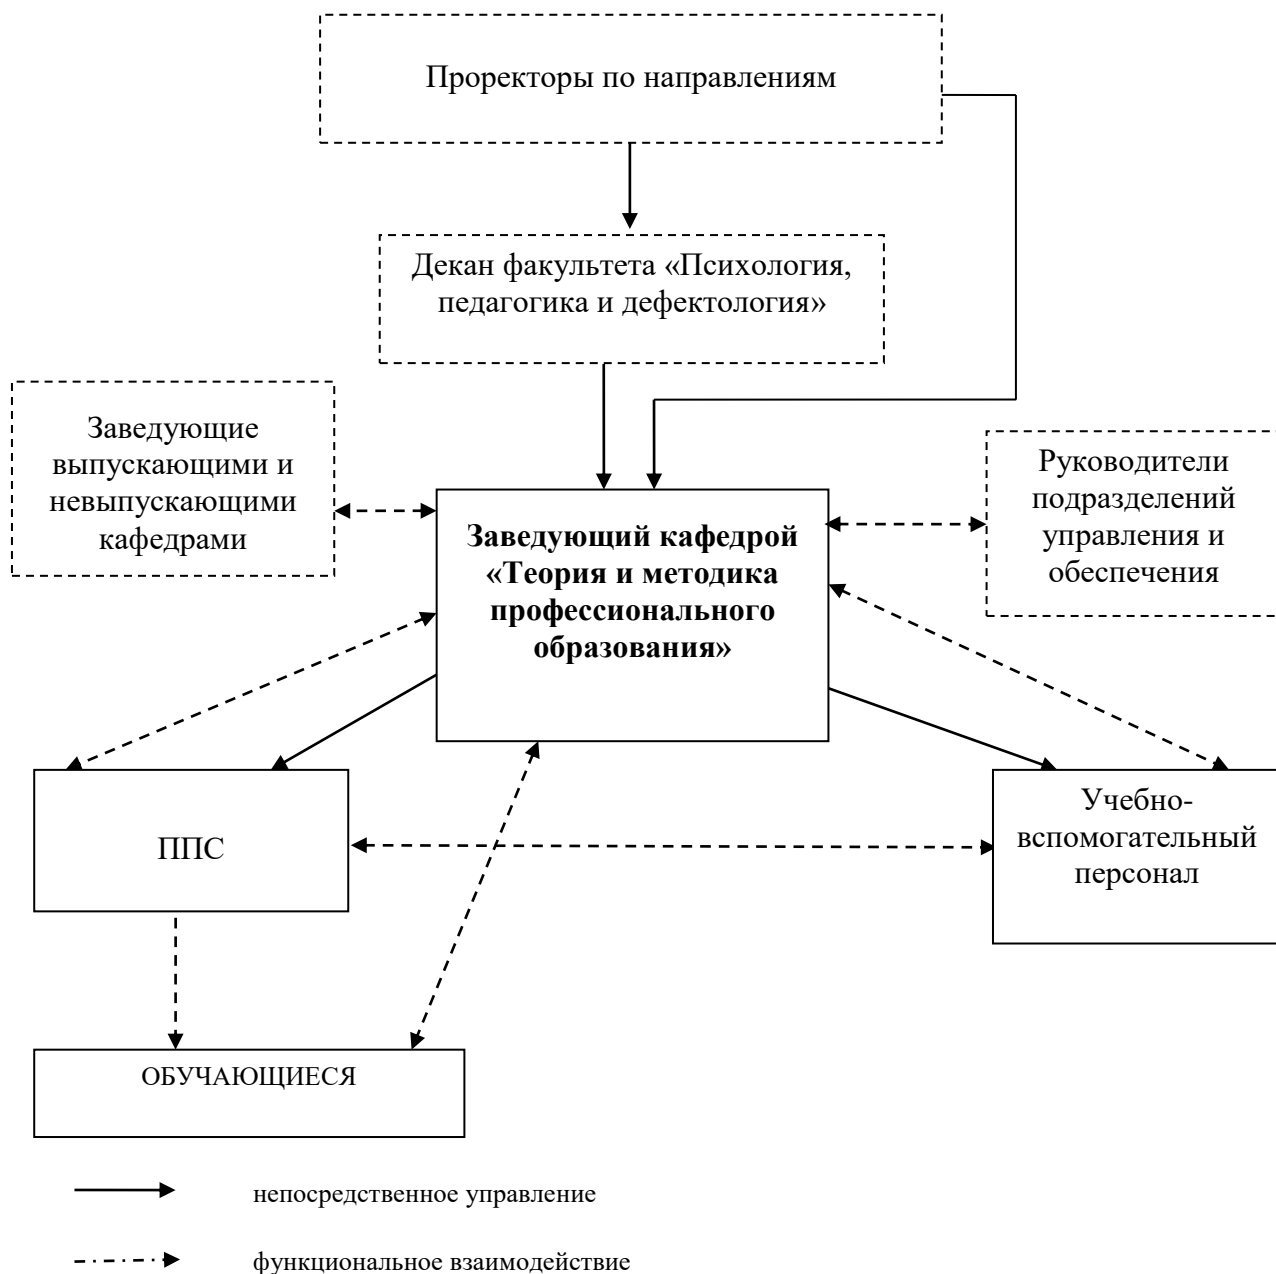 Проректоры по направлениям
Декан факультета «Психология,
педагогика и дефектология»
Заведующие
выпускающими и
невыпускающими
кафедрами
Руководители
подразделений
управления и
обеспечения
Заведующий кафедрой
«Теория и методика
профессионального
образования»
ППС
Учебно-
вспомогательный
персонал
ОБУЧАЮЩИЕСЯ
непосредственное управление
функциональное взаимодействие